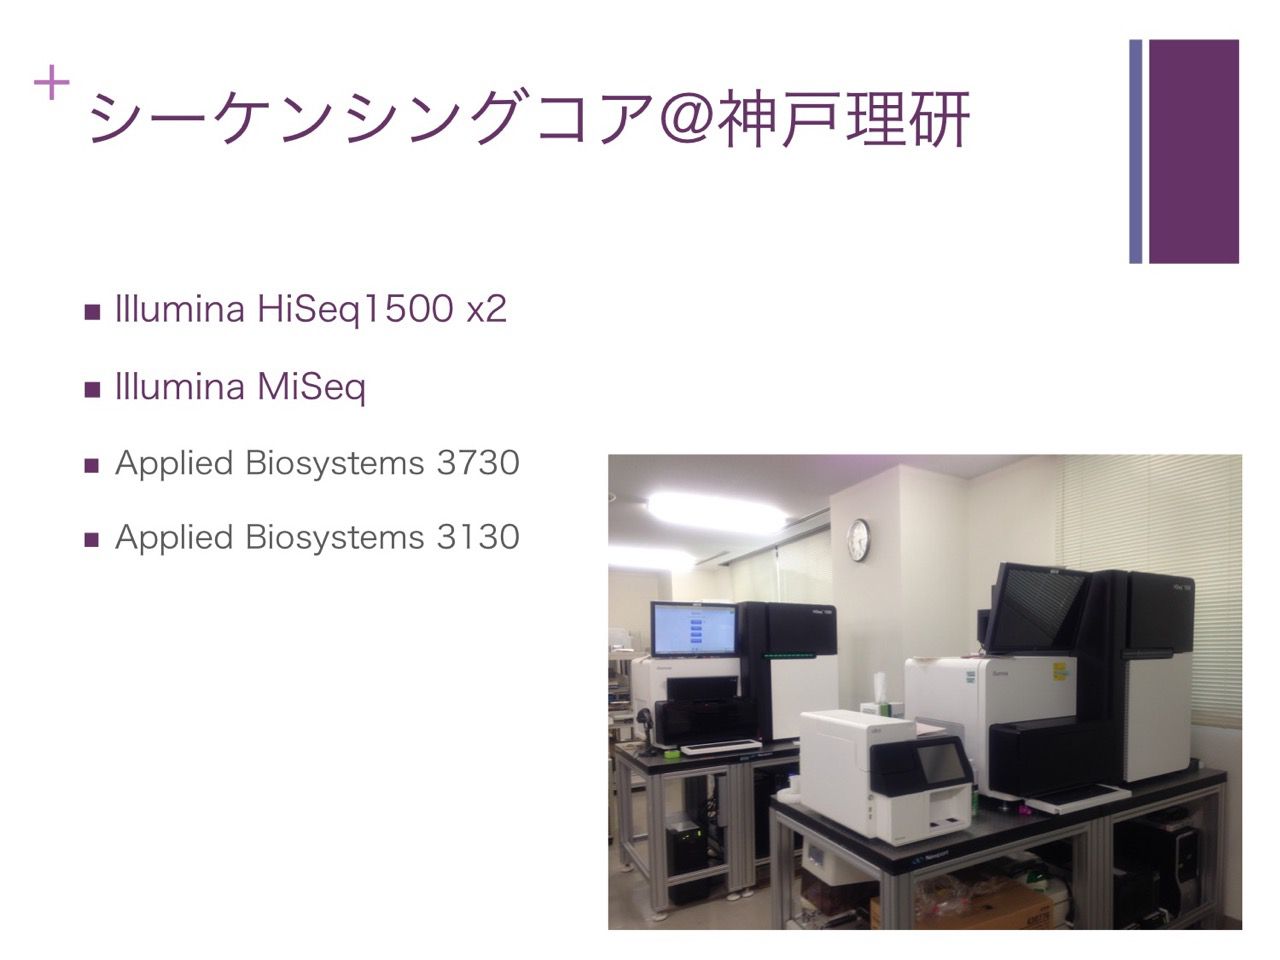 シーケンシングコア@神戸理研
Illumina HiSeq1500 x2
Illumina MiSeq
Applied Biosystems 3730
Applied Biosystems 3130
Newport